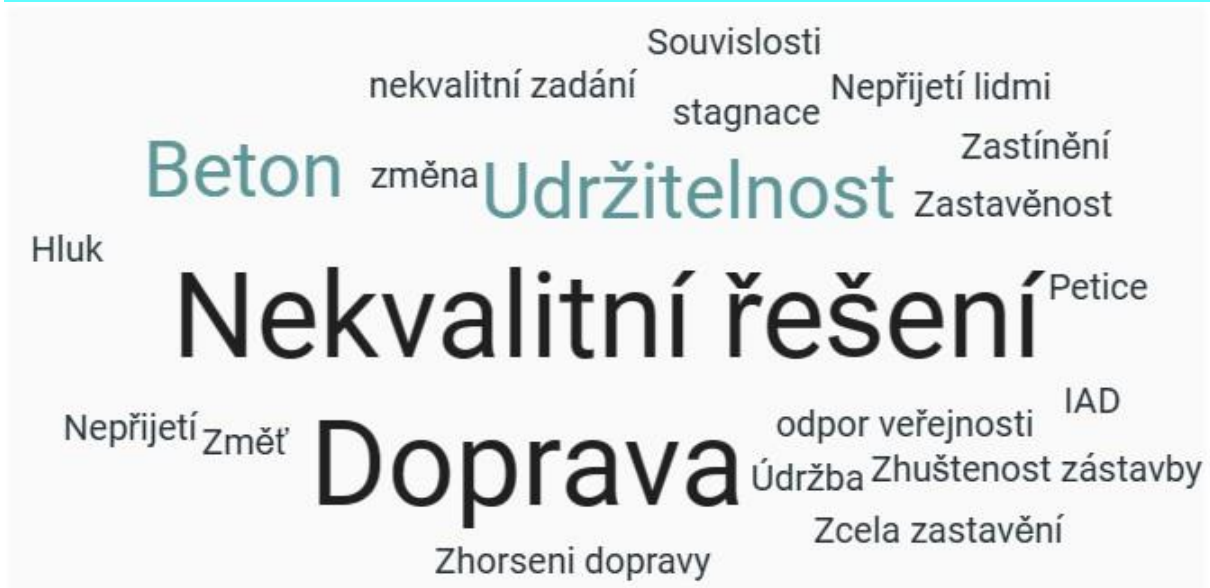 Souvislosti
nekvalitní zadání
Nepřijetí lidmi
stagnace
Zastínění
Beton
změna
Udržitelnost
Zastavěnost
Hluk
Nekvalitní řešení
Petice
IAD
Nepřijetí
Změť
Doprava
odpor veřejnosti
Údržba
Zhuštenost zástavby
Zcela zastavění
Zhorseni dopravy